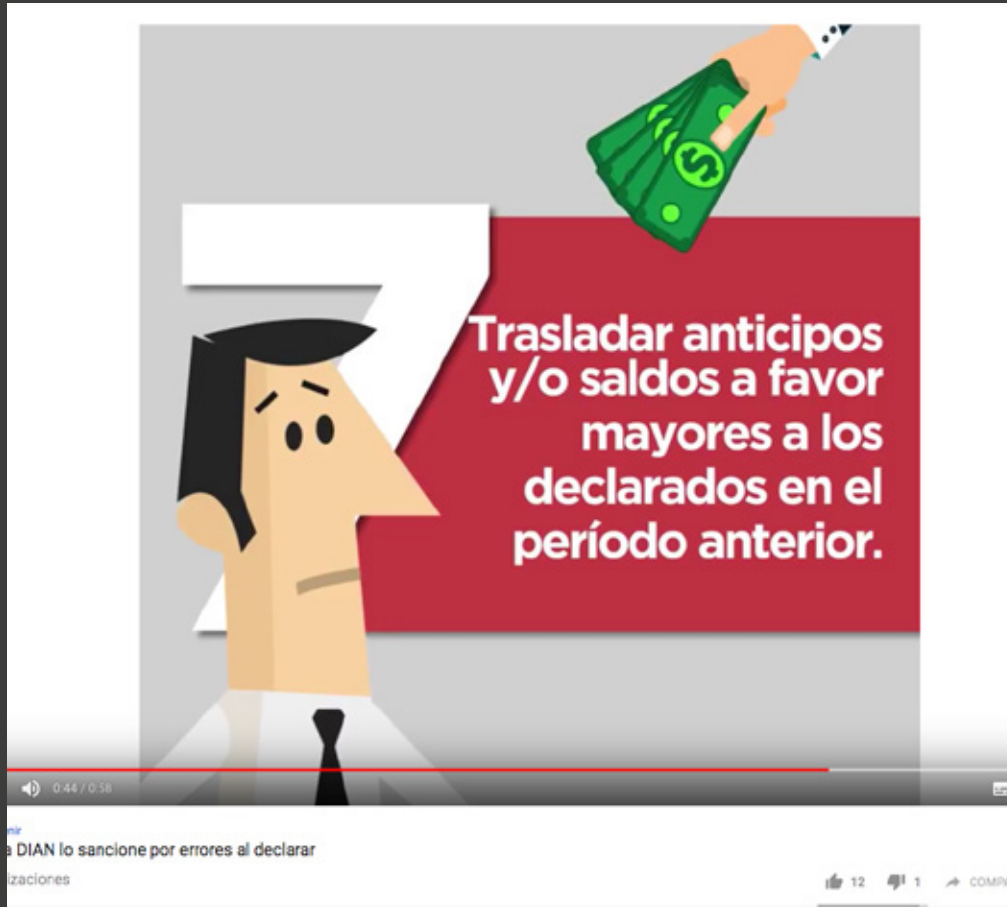 $
7
Trasladar anticipos
y/o saldos a favor
mayores a los
declarados en el
período anterior.
0:44 / 0:58
a DIAN lo sancione por errores al declarar
izaciones
12
1